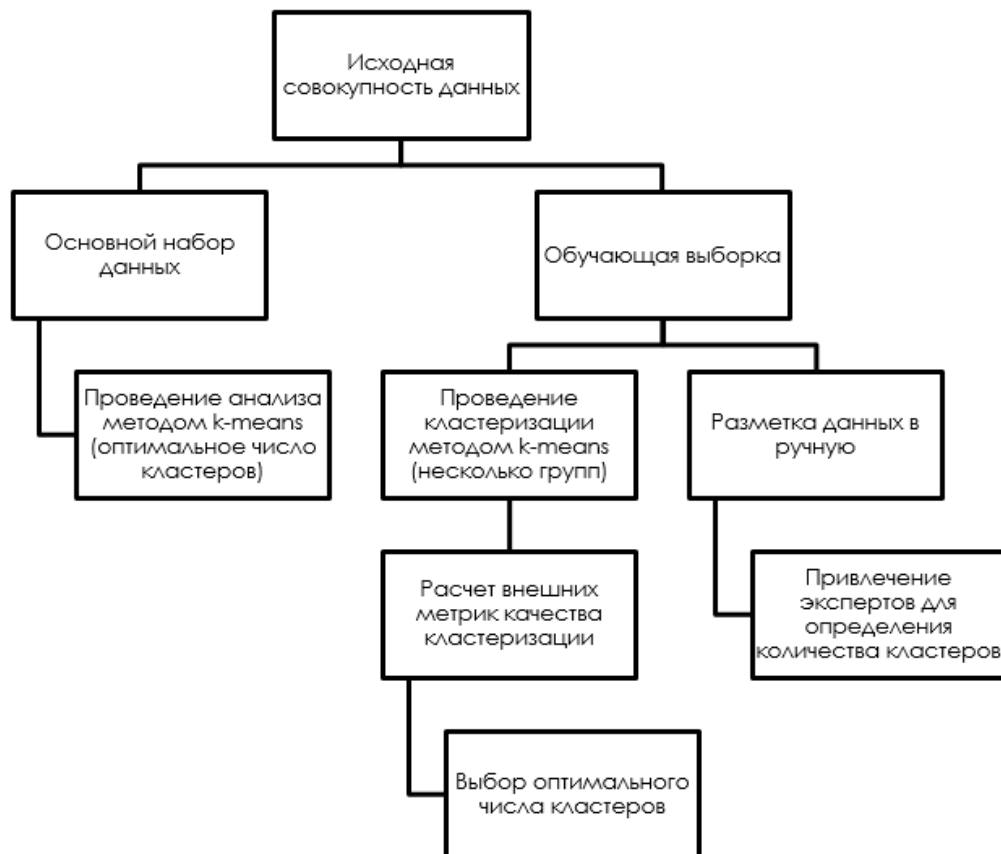 Исходная
совокупность данных
Основной набор
данных
Обучающая выборка
Проведение анализа
методом k-means
(оптимальное число
кластеров)
Проведение
кластеризации
методом k-means
(несколько групп)
Разметка данных в
ручную
Расчет внешних
метрик качества
кластеризации
Привлечение
экспертов для
определения
количества кластеров
Выбор оптимального
числа кластеров